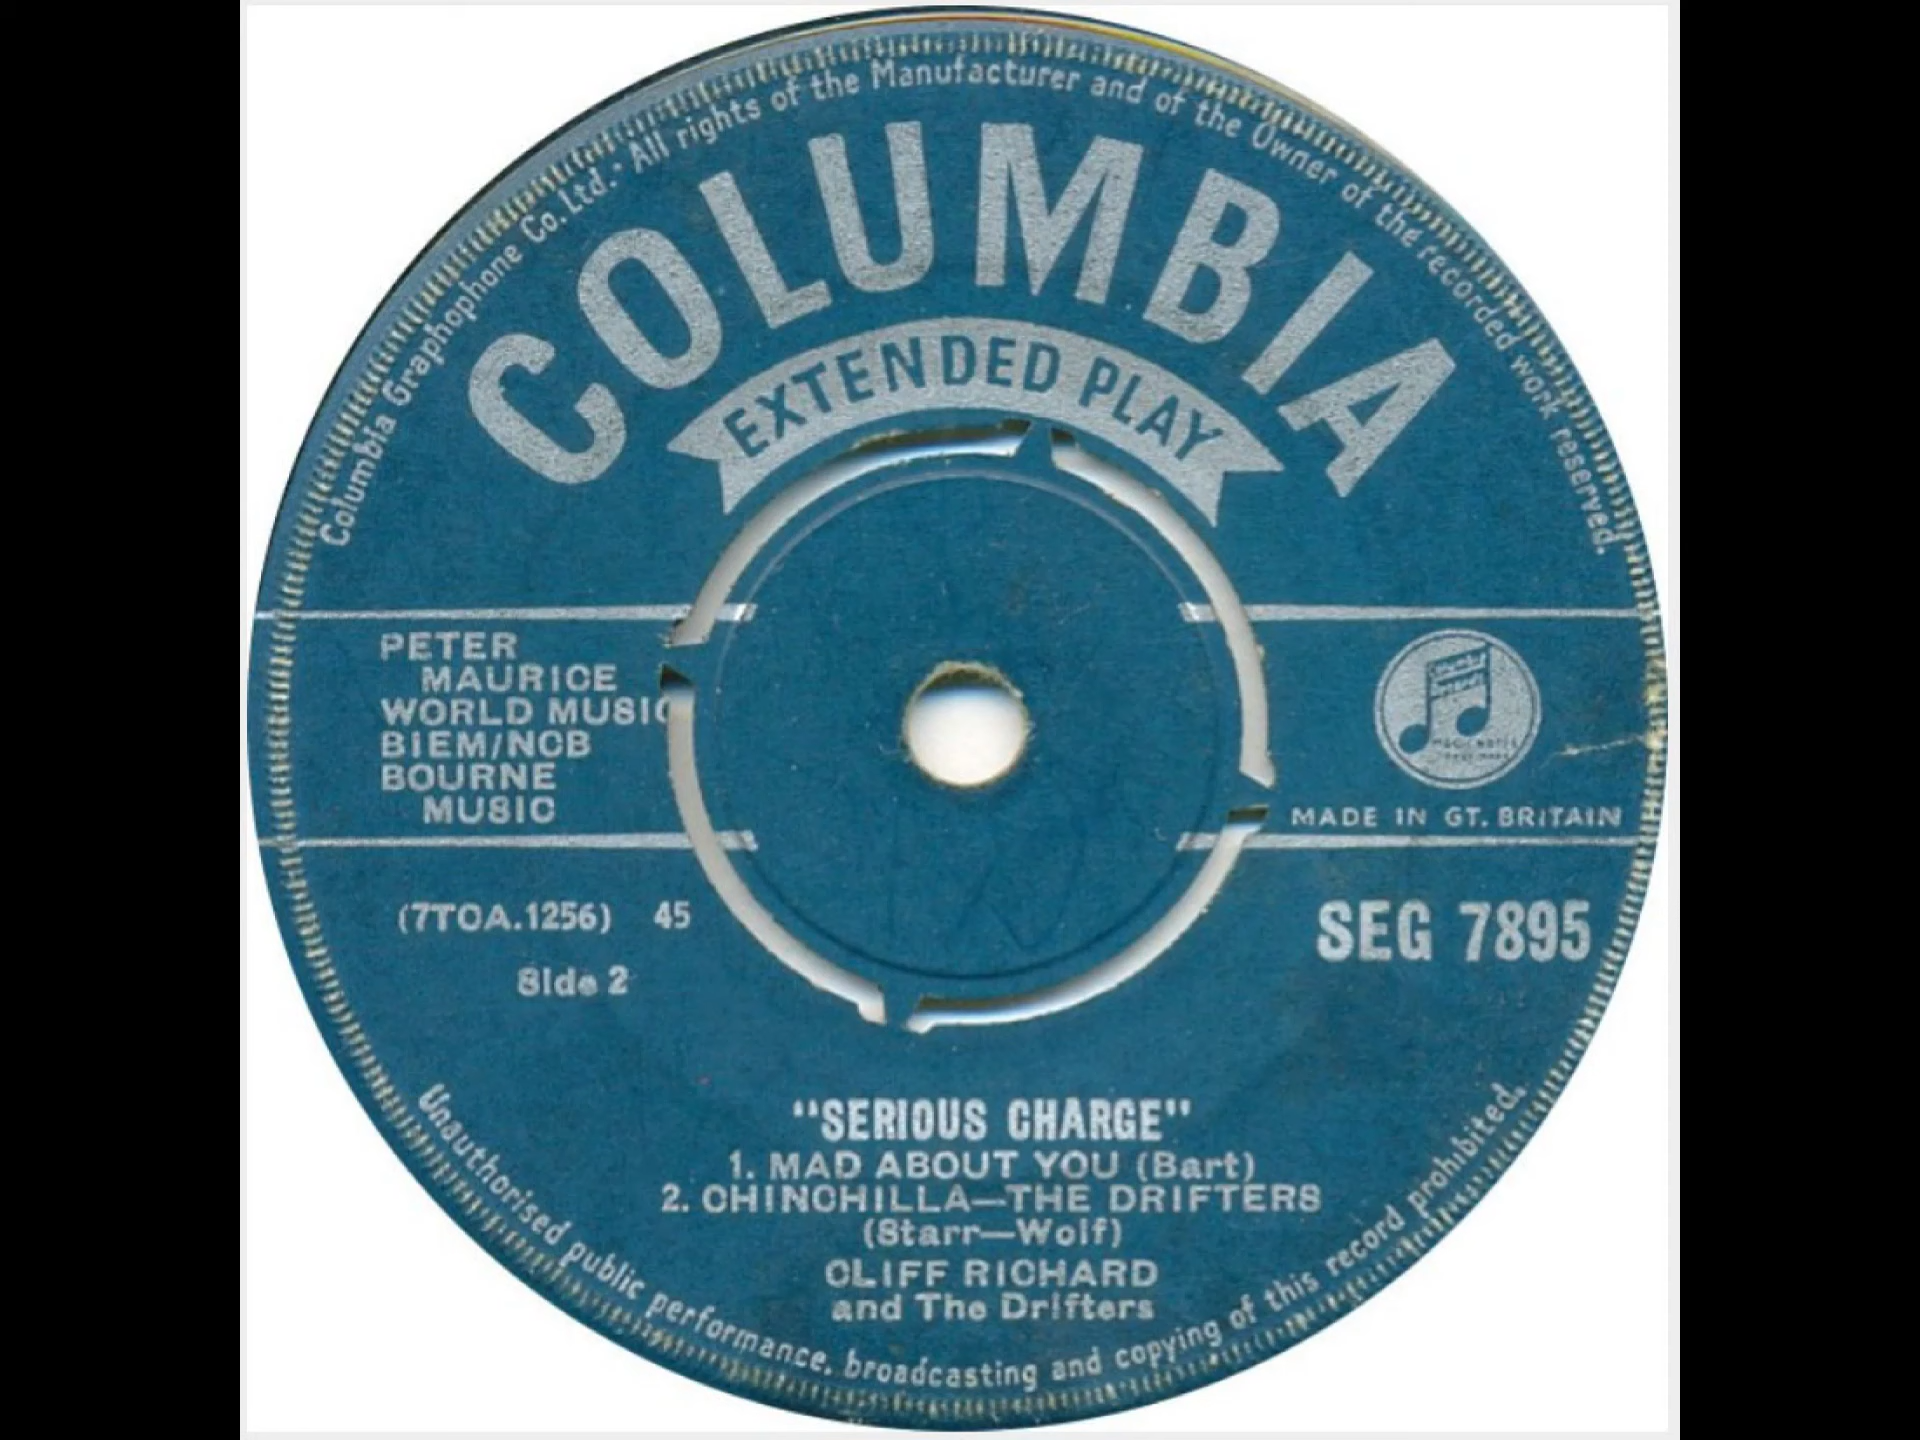 Columbia Graphophone Co. Ltd. · All rights of the Manufacturer and of the Owner of the recorded work reserved.
COLUMBIA
EXTENDED PLAY
PETER
MAURICE
WORLD MUSIC
BIEM/NCB
BOURNE
MUSIC
MADE IN GT. BRITAIN
(7TCA.1256) 45
SEG 7895
Side 2
"SERIOUS CHARGE"
1. MAD ABOUT YOU (Bart)
2. CHINCHILLA—THE DRIFTERS
(Starr—Wolf)
CLIFF RICHARD
and The Drifters
Unauthorised public performance, broadcasting and copying of this record prohibited.